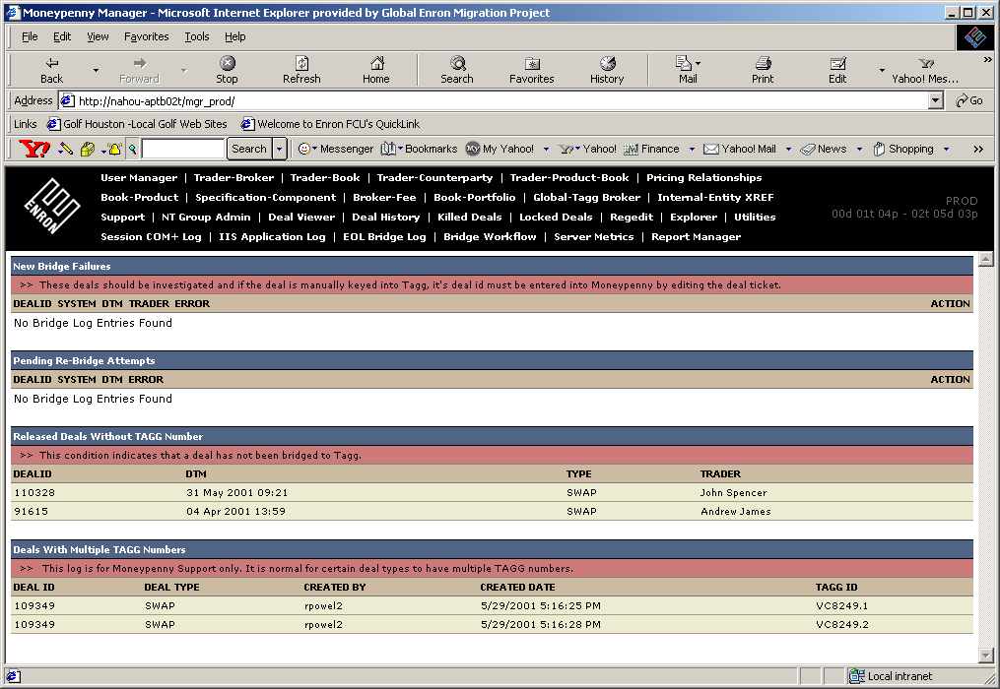 Moneypenny Manager - Microsoft Internet Explorer provided by Global Enron Migration Project
File Edit View Favorites Tools Help
Back Forward Stop Refresh Home Search Favorites History Mail Print Edit Yahoo! Mes... »
Address http://nahou-aptb02t/mgr_prod/ Go
Links Golf Houston -Local Golf Web Sites Welcome to Enron FCU's QuickLink
Y! Search Messenger Bookmarks My My Yahoo! Yahoo! Finance Yahoo! Mail News Shopping »
User Manager | Trader-Broker | Trader-Book | Trader-Counterparty | Trader-Product-Book | Pricing Relationships
Book-Product | Specification-Component | Broker-Fee | Book-Portfolio | Global-Tagg Broker | Internal-Entity XREF
Support | NT Group Admin | Deal Viewer | Deal History | Killed Deals | Locked Deals | Regedit | Explorer | Utilities
Session COM+ Log | IIS Application Log | EOL Bridge Log | Bridge Workflow | Server Metrics | Report Manager
ENRON
PROD
00d 01t 04p - 02t 05d 03p
New Bridge Failures
>> These deals should be investigated and if the deal is manually keyed into Tagg, it's deal id must be entered into Moneypenny by editing the deal ticket.
DEALID SYSTEM DTM TRADER ERROR ACTION
No Bridge Log Entries Found
Pending Re-Bridge Attempts
DEALID SYSTEM DTM ERROR ACTION
No Bridge Log Entries Found
Released Deals Without TAGG Number
>> This condition indicates that a deal has not been bridged to Tagg.
DEALID DTM TYPE TRADER
110328 31 May 2001 09:21 SWAP John Spencer
91615 04 Apr 2001 13:59 SWAP Andrew James
Deals With Multiple TAGG Numbers
>> This log is for Moneypenny Support only. It is normal for certain deal types to have multiple TAGG numbers.
DEAL ID DEAL TYPE CREATED BY CREATED DATE TAGG ID
109349 SWAP rpowel2 5/29/2001 5:16:25 PM VC8249.1
109349 SWAP rpowel2 5/29/2001 5:16:28 PM VC8249.2
Local intranet